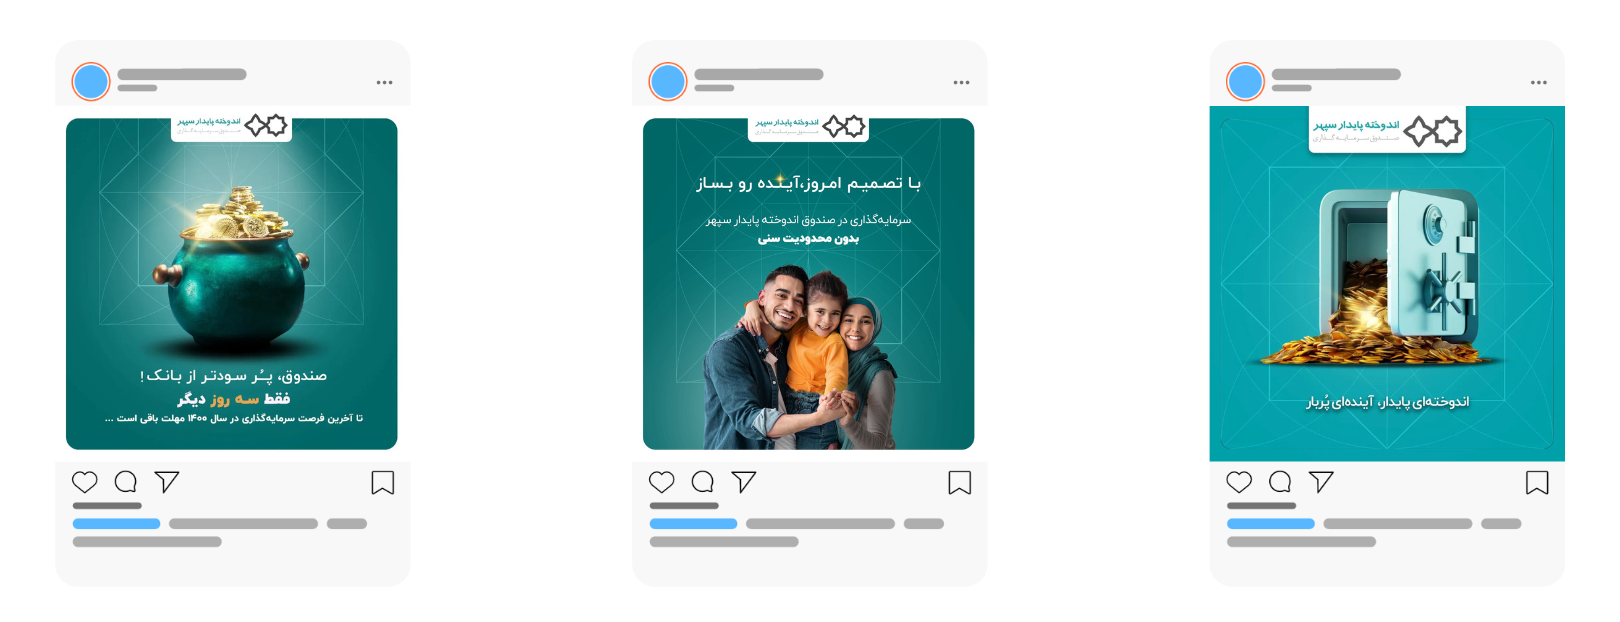 اندوخته پایدار سپهر
صندوق سرمایه‌گذاری
صندوق، پُر سودتر از بانک!
فقط سه روز دیگر
تا آخرین فرصت سرمایه‌گذاری در سال ۱۴۰۰ مهلت باقی است ...
اندوخته پایدار سپهر
صندوق سرمایه‌گذاری
با تصمیم امروز،آینده رو بساز
سرمایه‌گذاری در صندوق اندوخته پایدار سپهر
بدون محدودیت سنی
اندوخته پایدار سپهر
صندوق سرمایه‌گذاری
اندوخته‌ای پایدار، آینده‌ای پُربار